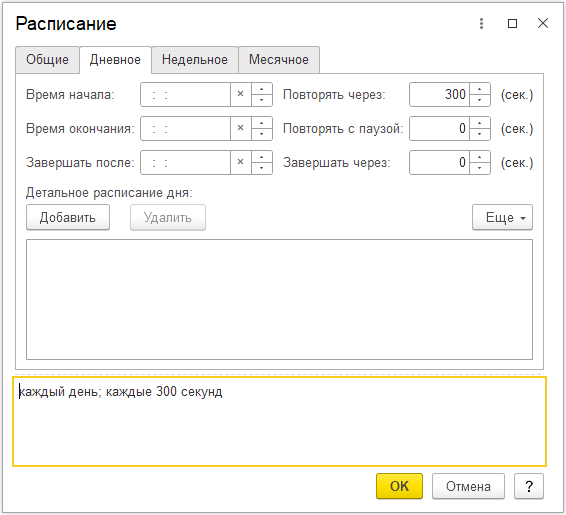 Расписание
Общие Дневное Недельное Месячное
Время начала: : : × Повторять через: 300 (сек.)
Время окончания: : : × Повторять с паузой: 0 (сек.)
Завершать после: : : × Завершать через: 0 (сек.)
Детальное расписание дня:
Добавить Удалить Еще
каждый день; каждые 300 секунд
OK Отмена ?